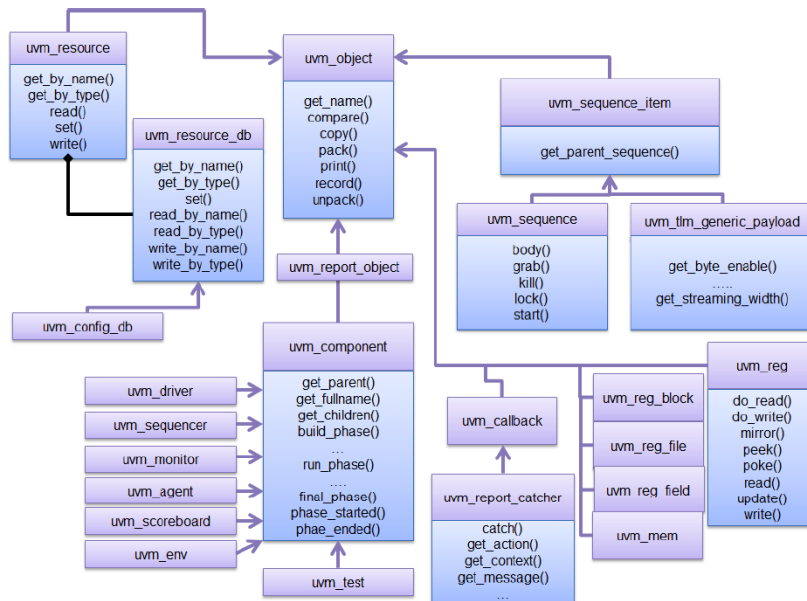 uvm_resource
get_by_name()
get_by_type()
read()
set()
write()
uvm_resource_db
get_by_name()
get_by_type()
set()
read_by_name()
read_by_type()
write_by_name()
write_by_type()
uvm_config_db
uvm_object
get_name()
compare()
copy()
pack()
print()
record()
unpack()
uvm_report_object
uvm_sequence_item
get_parent_sequence()
uvm_sequence
body()
grab()
kill()
lock()
start()
uvm_tlm_generic_payload
get_byte_enable()
.....
get_streaming_width()
uvm_component
get_parent()
get_fullname()
get_children()
build_phase()
...
run_phase()
....
final_phase()
phase_started()
phae_ended()
uvm_driver
uvm_sequencer
uvm_monitor
uvm_agent
uvm_scoreboard
uvm_env
uvm_test
uvm_callback
uvm_report_catcher
catch()
get_action()
get_context()
get_message()
...
uvm_reg_block
uvm_reg_file
uvm_reg_field
uvm_mem
uvm_reg
do_read()
do_write()
mirror()
peek()
poke()
read()
update()
write()